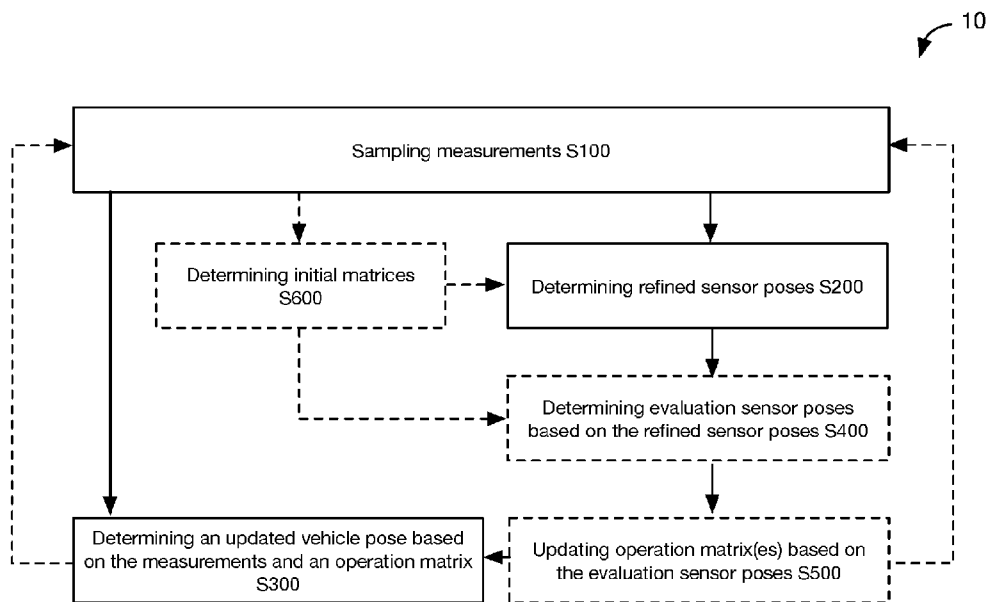 10
Sampling measurements S100
Determining initial matrices
S600
Determining refined sensor poses S200
Determining evaluation sensor poses
based on the refined sensor poses S400
Determining an updated vehicle pose based
on the measurements and an operation matrix
S300
Updating operation matrix(es) based on
the evaluation sensor poses S500